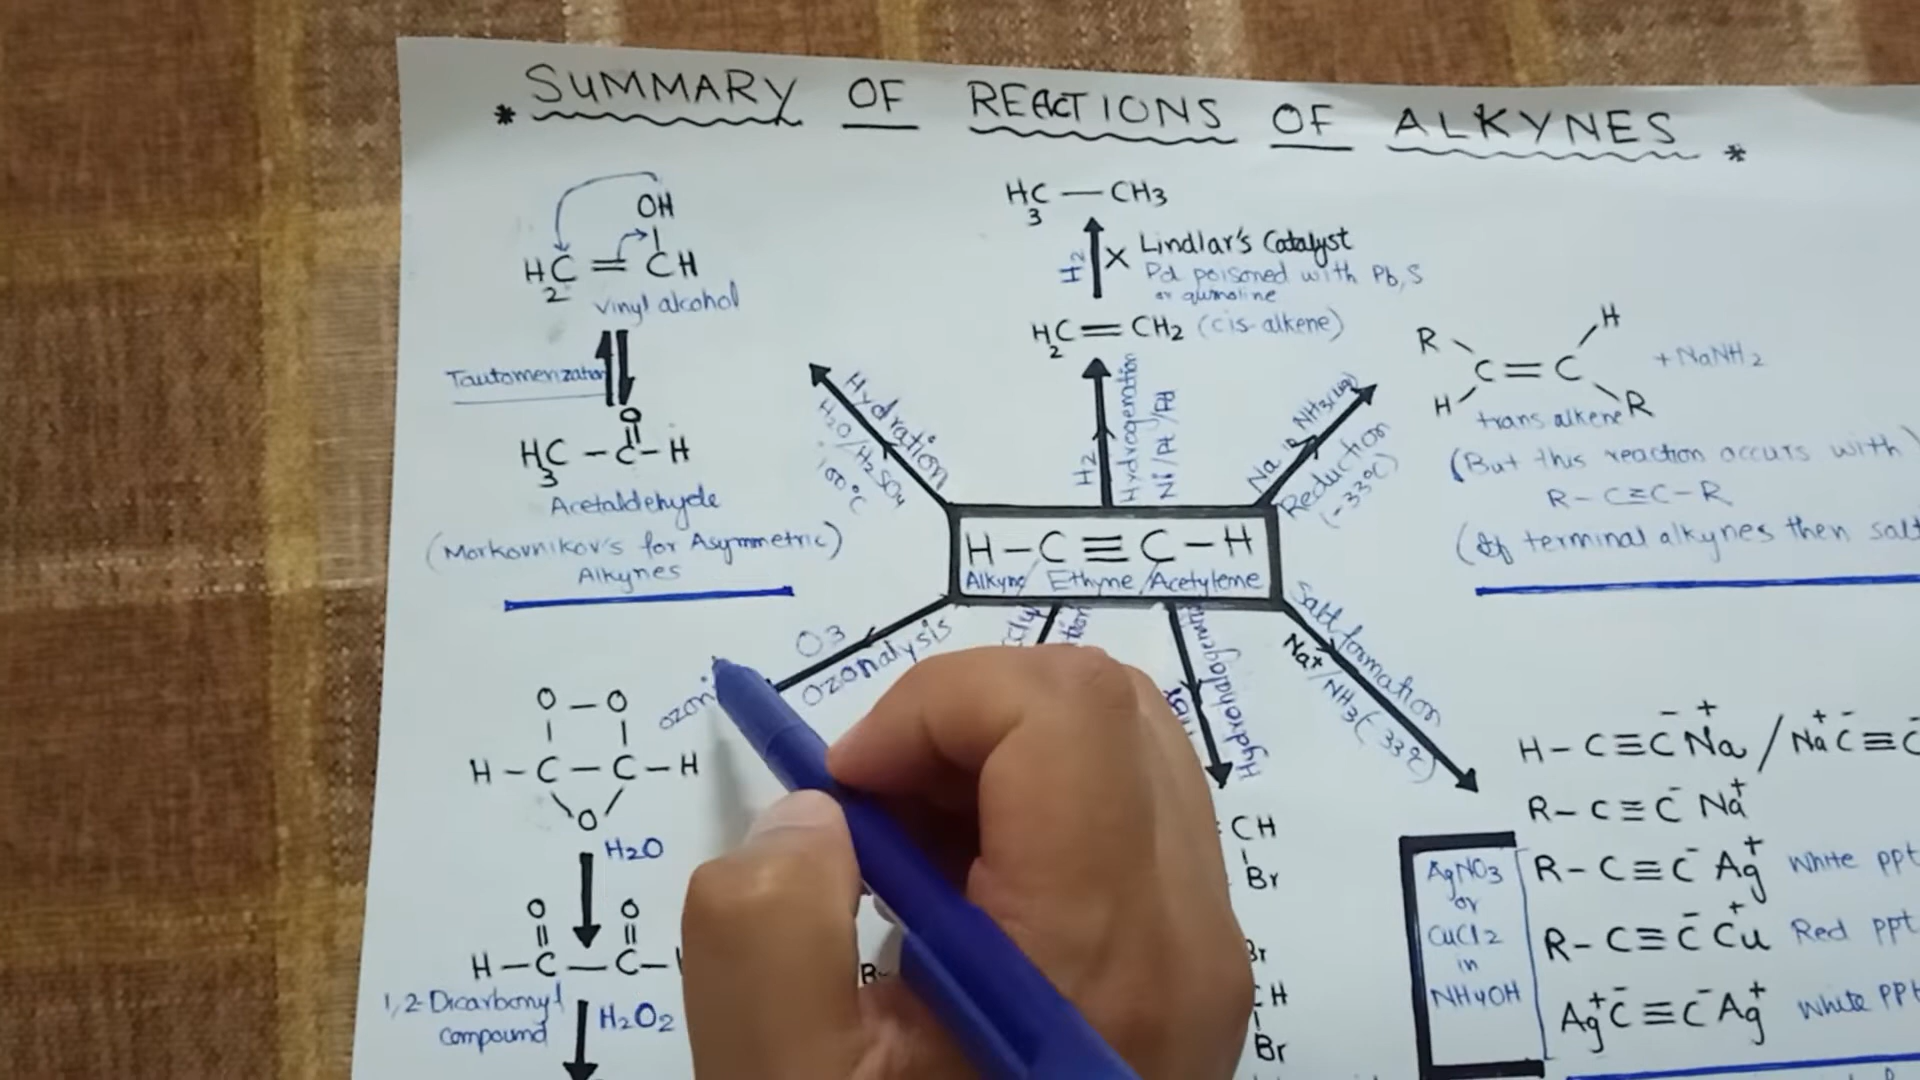 * SUMMARY OF REACTIONS OF ALKYNES *
OH
H2C = CH
Vinyl alcohol
Tautomerization
O
H3C - C - H
Acetaldehyde
(Morkovnikov's for Asymmetric)
Alkynes
Hydration
H2O/H2SO4
100°C
H3C — CH3
H2
X
Lindlar's Catalyst
Pd poisoned with Pb, S
or
H2C = CH2 (cis-alkene)
H2
Hydrogenation
Ni/Pt/Pd
Na in NH3(liq)
Reduction
(-33°C)
R H
C = C
H R
+ NaNH2
trans alkene
(But this reaction occurs with)
R - C≡C - R
(If terminal alkynes then salt
H - C ≡ C - H
Alkyne/ Ethyne/Acetylene
O3
Ozonalysis
Hydrohalogen
Salt formation
Na+/NH3(-33°C)
O - O
H - C - C - H
O
H2O
O O
H - C - C -
1,2-Dicarbonyl
Compound
H2O2
R-
CH
Br
Br
CH
Br
H - C≡C⁻ Na⁺ / Na⁺ C⁻≡C⁻
R - C≡C⁻ Na⁺
AgNO3
or
CuCl2
in
NH4OH
R - C≡C⁻ Ag⁺ White ppt
R - C≡C⁻ Cu⁺ Red ppt
Ag⁺C⁻≡C⁻Ag⁺ White ppt